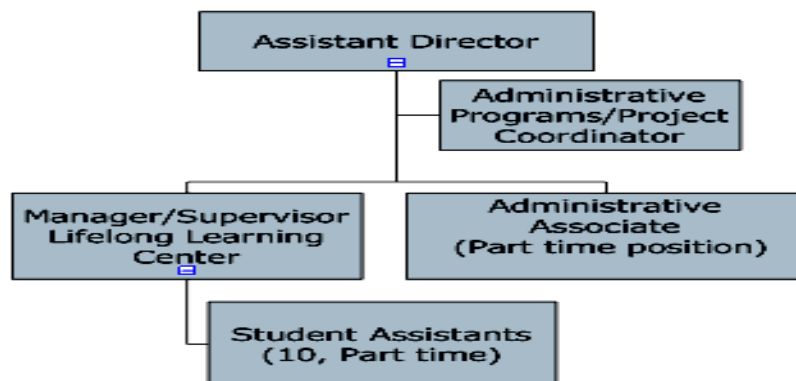 Assistant Director
Administrative
Programs/Project
Coordinator
Manager/Supervisor
Lifelong Learning
Center
Administrative
Associate
(Part time position)
Student Assistants
(10, Part time)